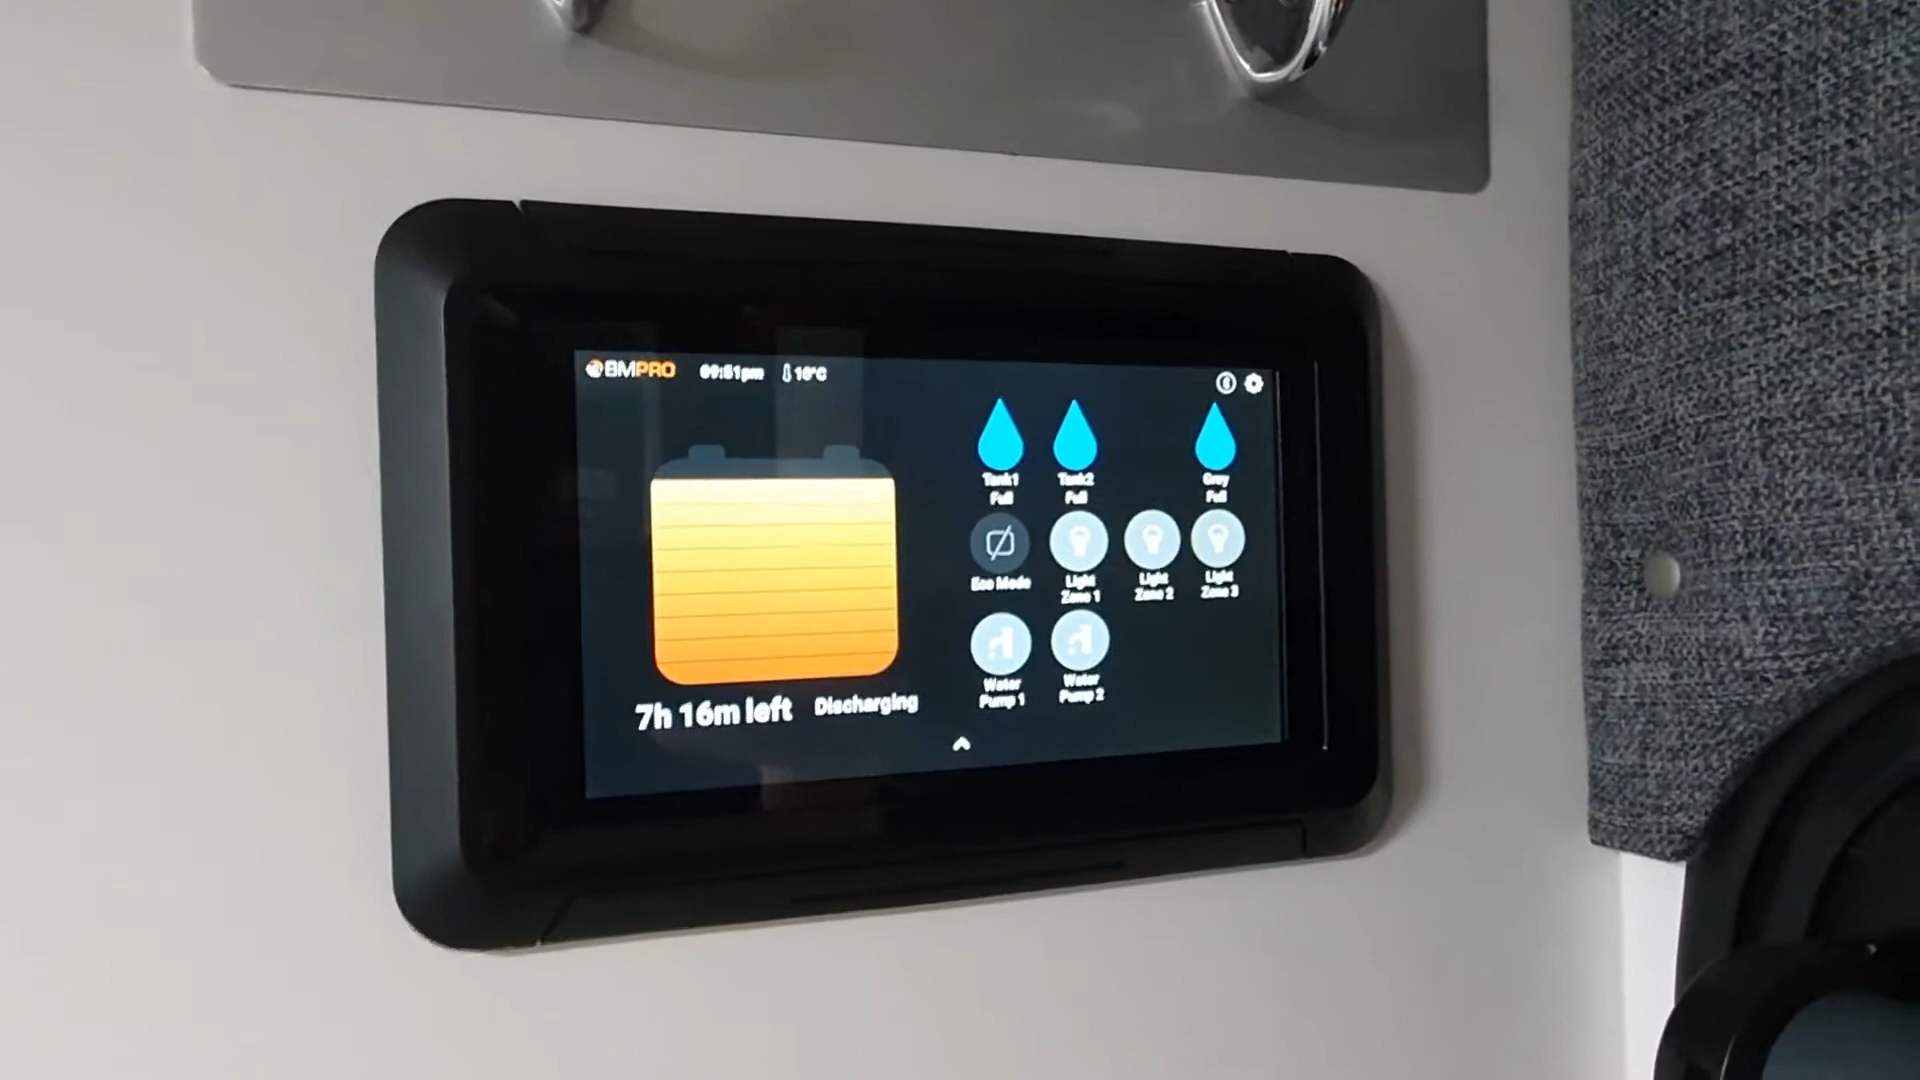 BMPRO 09:51pm 16°C
Tank1 Full
Tank2 Full
Grey Full
Eco Mode
Light Zone 1
Light Zone 2
Light Zone 3
Water Pump 1
Water Pump 2
7h 16m left Discharging